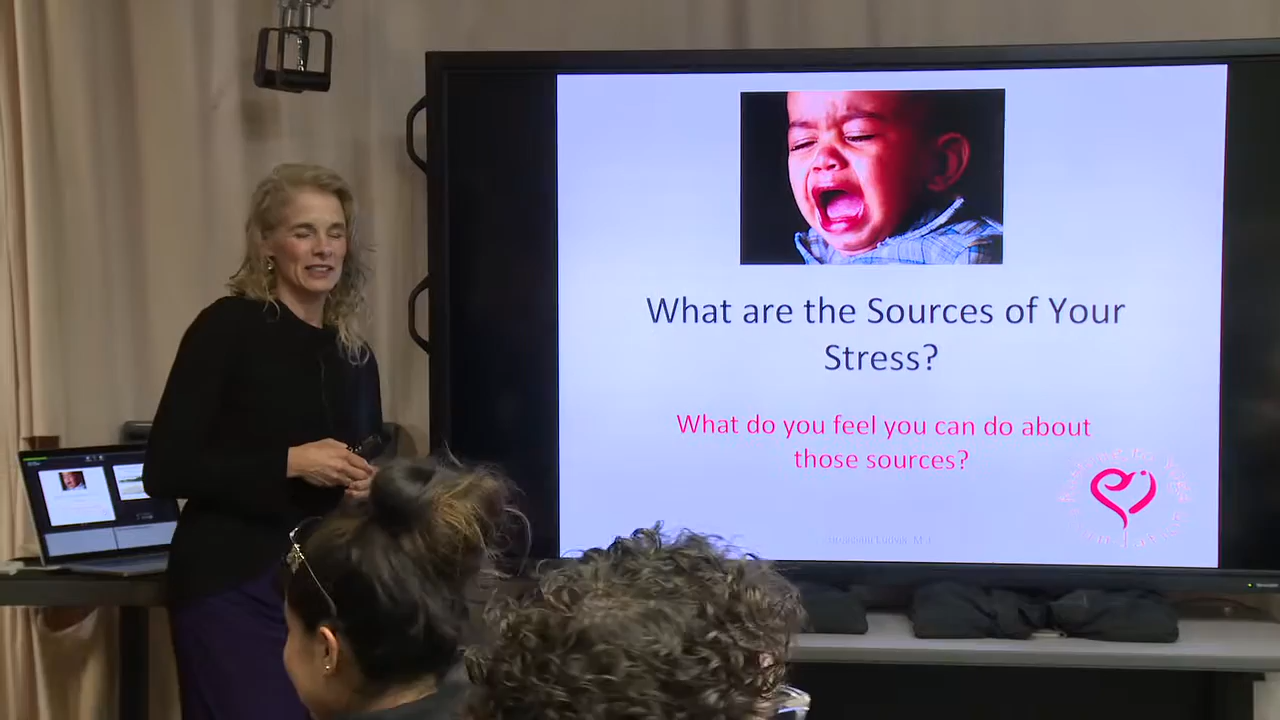 What are the Sources of Your
Stress?
What do you feel you can do about
those sources?